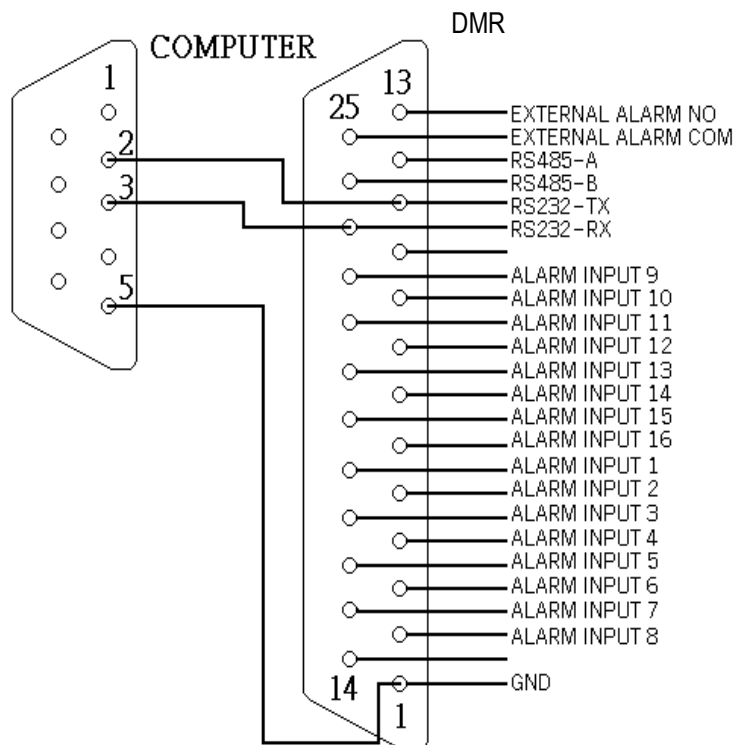 COMPUTER
1
2
3
5
DMR
13
25
14
1
EXTERNAL ALARM NO
EXTERNAL ALARM COM
RS485-A
RS485-B
RS232-TX
RS232-RX
ALARM INPUT 9
ALARM INPUT 10
ALARM INPUT 11
ALARM INPUT 12
ALARM INPUT 13
ALARM INPUT 14
ALARM INPUT 15
ALARM INPUT 16
ALARM INPUT 1
ALARM INPUT 2
ALARM INPUT 3
ALARM INPUT 4
ALARM INPUT 5
ALARM INPUT 6
ALARM INPUT 7
ALARM INPUT 8
GND